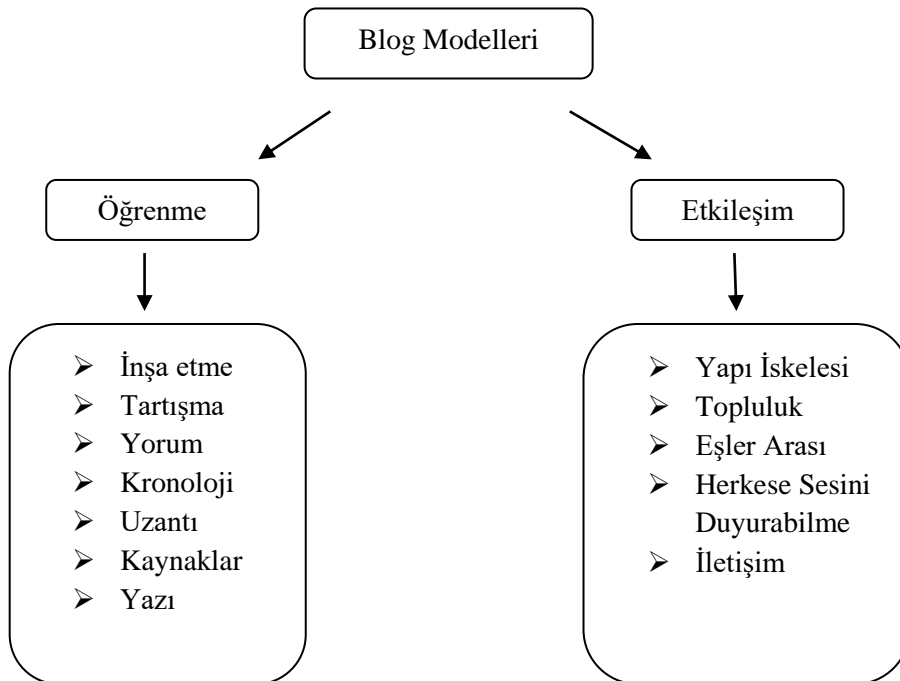 Blog Modelleri
Öğrenme
Etkileşim
➢ İnşa etme
➢ Tartışma
➢ Yorum
➢ Kronoloji
➢ Uzantı
➢ Kaynaklar
➢ Yazı
➢ Yapı İskelesi
➢ Topluluk
➢ Eşler Arası
➢ Herkese Sesini
Duyurabilme
➢ İletişim